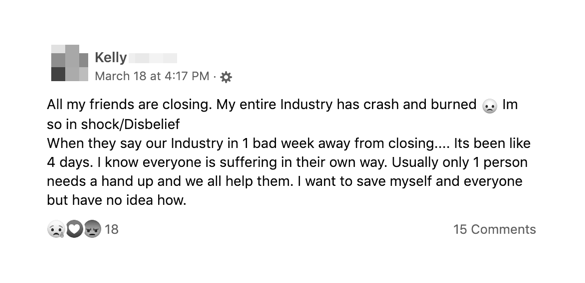 Kelly
March 18 at 4:17 PM ·
All my friends are closing. My entire Industry has crash and burned 😞 Im
so in shock/Disbelief
When they say our Industry in 1 bad week away from closing.... Its been like
4 days. I know everyone is suffering in their own way. Usually only 1 person
needs a hand up and we all help them. I want to save myself and everyone
but have no idea how.
18
15 Comments